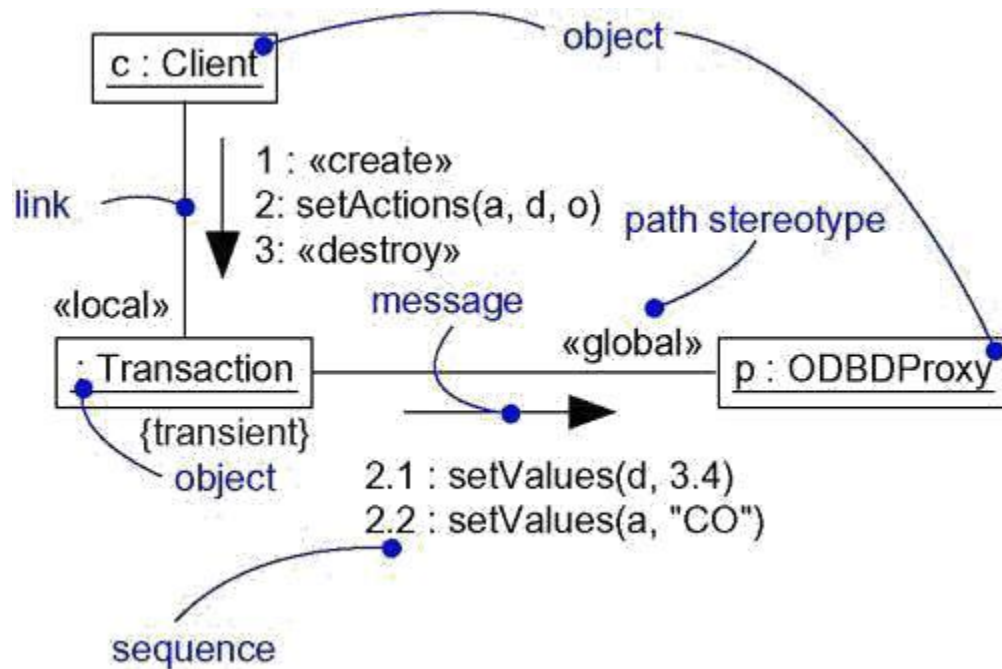 object
c : Client
1 : «create»
2: setActions(a, d, o)
3: «destroy»
link
path stereotype
«local»
message
«global»
: Transaction
p : ODBDProxy
{transient}
object
2.1 : setValues(d, 3.4)
2.2 : setValues(a, "CO")
sequence